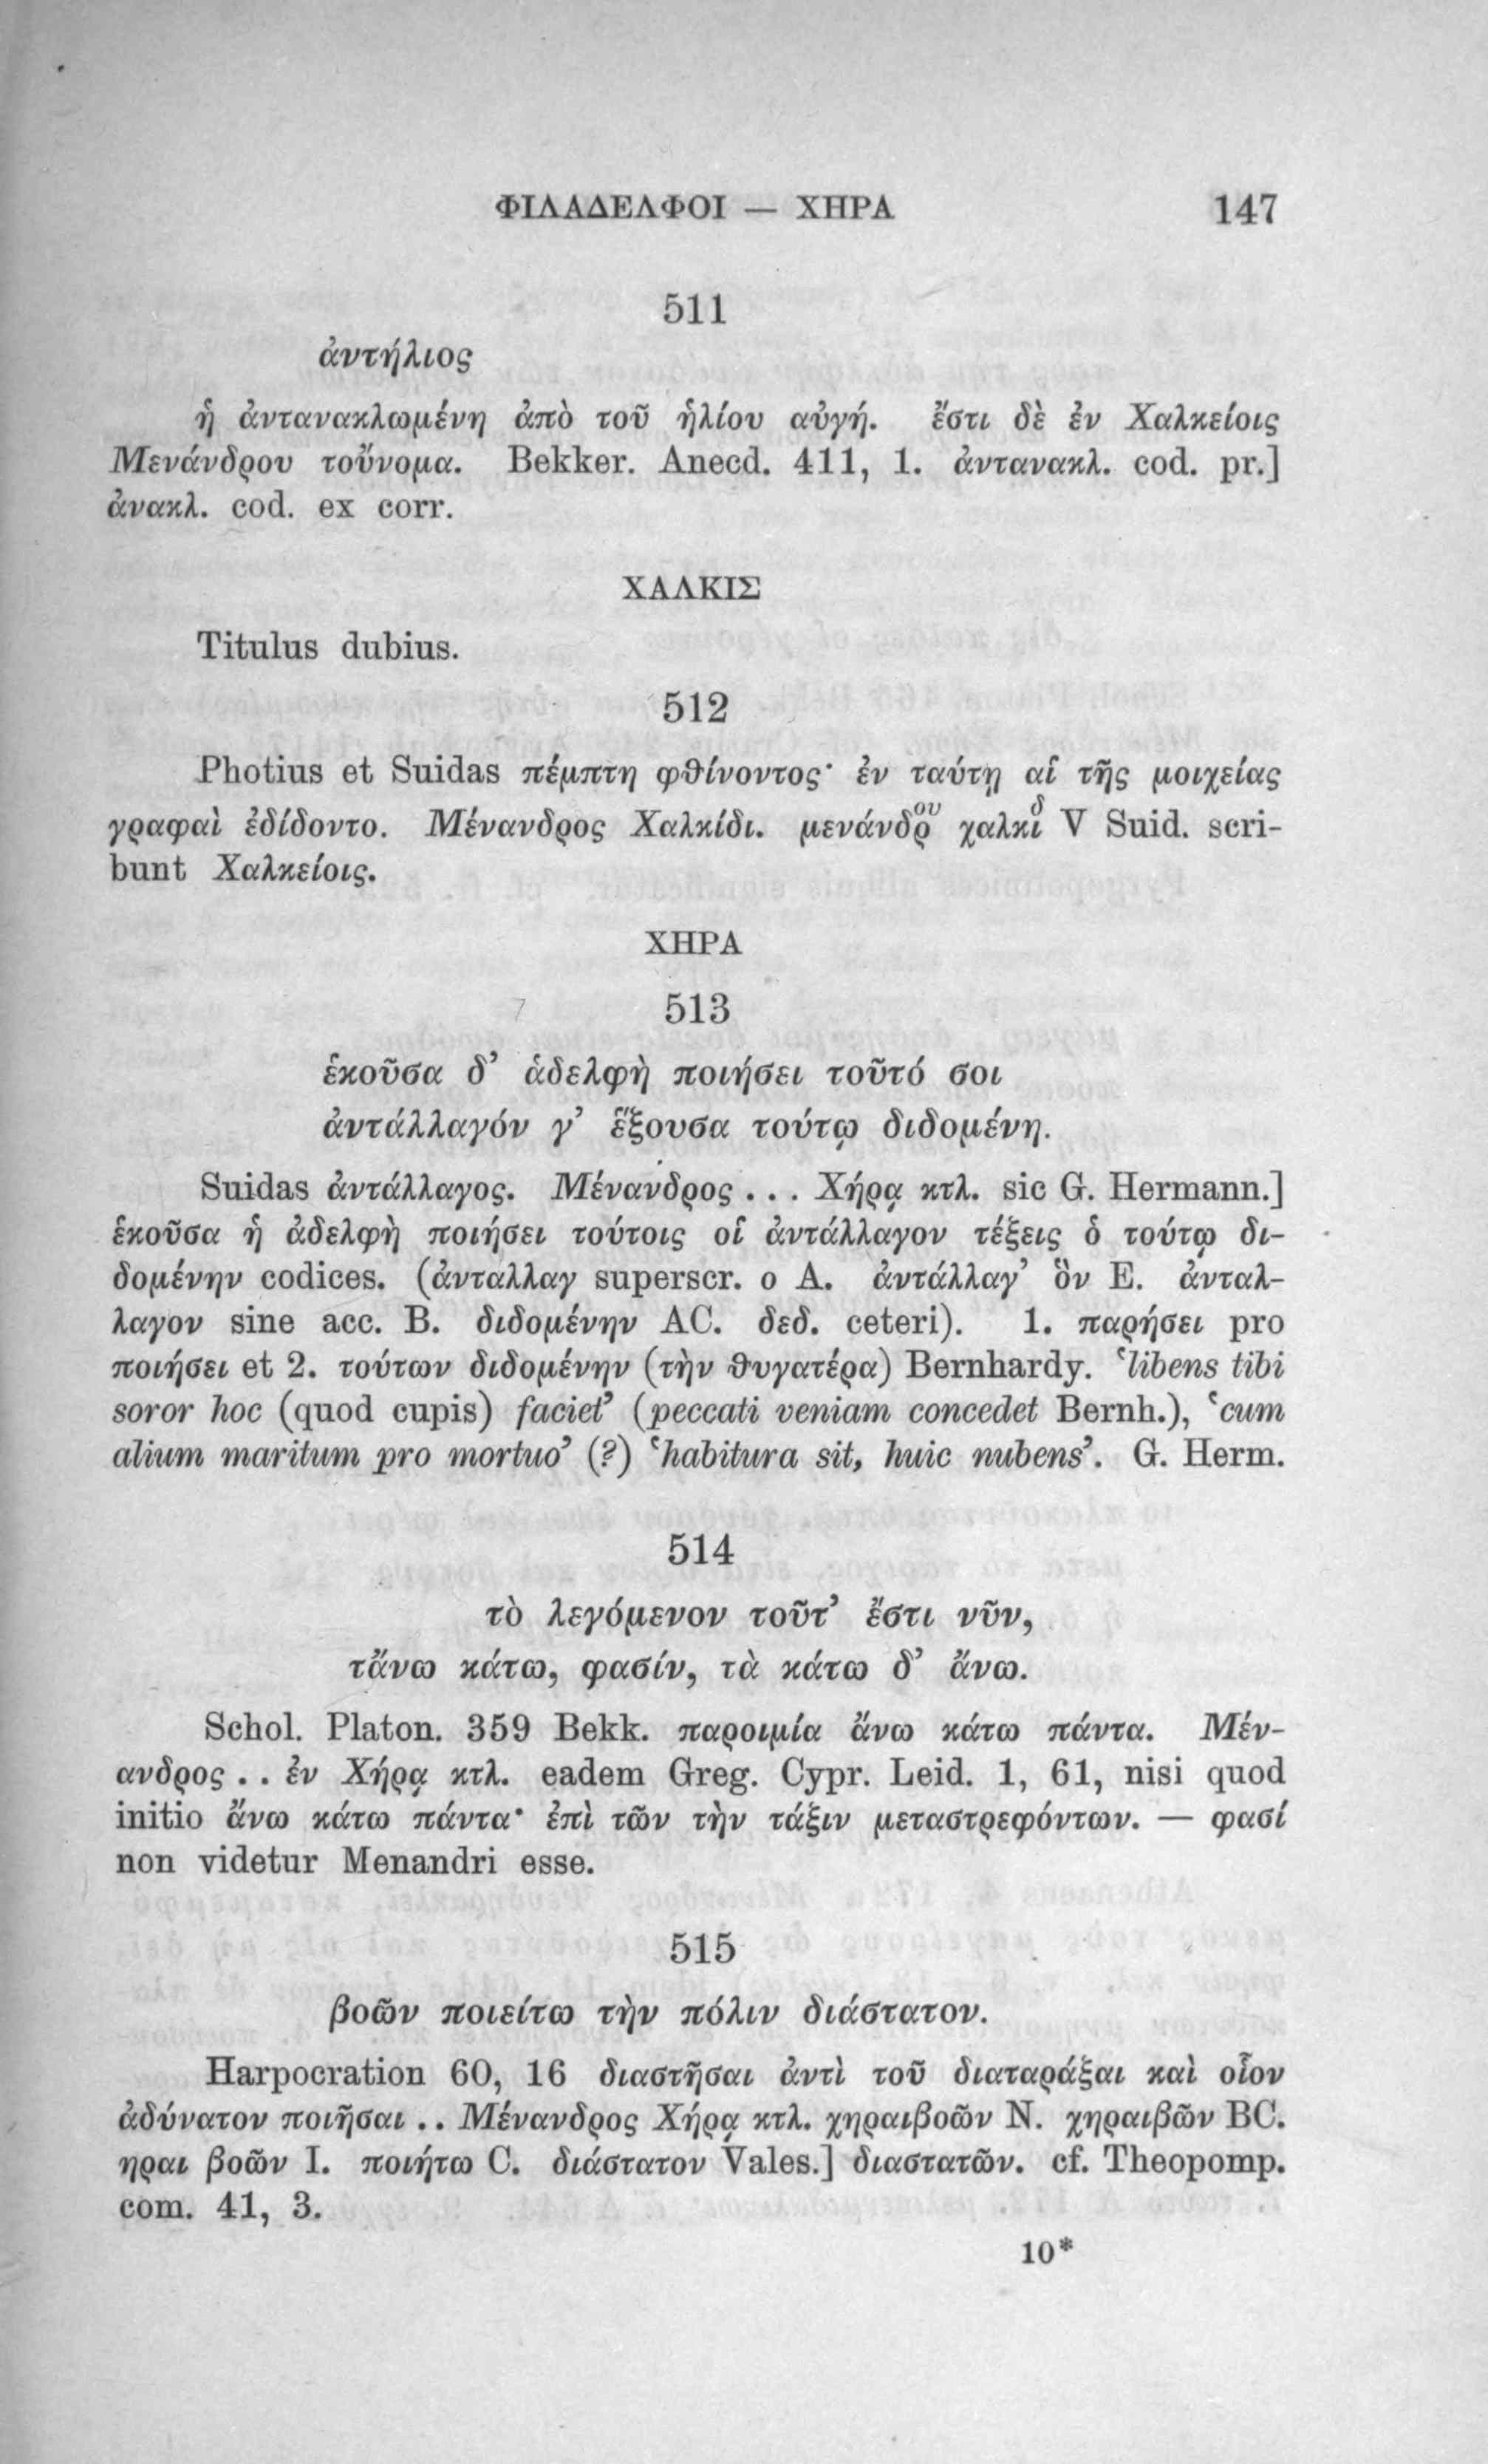 ΦΙΛΑΔΕΛΦΟΙ — ΧΗΡΑ 147
511
ἀντήλιος
ἡ ἀντανακλωμένη ἀπὸ τοῦ ἡλίου αὐγή. ἔστι δὲ ἐν Χαλκείοις
Μενάνδρου τοὔνομα. Bekker. Anecd. 411, 1. ἀντανακλ. cod. pr.]
ἀνακλ. cod. ex corr.
ΧΑΛΚΙΣ
Titulus dubius.
512
Photius et Suidas πέμπτη φθίνοντος· ἐν ταύτῃ αἱ τῆς μοιχείας
γραφαὶ ἐδίδοντο. Μένανδρος Χαλκίδι. μενάνδρ̊ου χαλκῐδ V Suid. scri-
bunt Χαλκείοις.
ΧΗΡΑ
513
ἑκοῦσα δ’ ἁδελφὴ ποιήσει τοῦτό σοι
ἀντάλλαγόν γ’ ἕξουσα τούτῳ διδομένη.
Suidas ἀντάλλαγος. Μένανδρος . . . Χήρᾳ κτλ. sic G. Hermann.]
ἑκοῦσα ἡ ἀδελφὴ ποιήσει τούτοις οἱ ἀντάλλαγον τέξεις ὁ τούτῳ δι-
δομένην codices. (ἀνταλλαγ superscr. ο A. ἀντάλλαγ’ ὃν E. ἀνταλ-
λαγον sine acc. B. διδομένην AC. δεδ. ceteri). 1. παρήσει pro
ποιήσει et 2. τούτων διδομένην (τὴν θυγατέρα) Bernhardy. ‘libens tibi
soror hoc (quod cupis) faciet’ (peccati veniam concedet Bernh.), ‘cum
alium maritum pro mortuo’ (?) ‘habitura sit, huic nubens’. G. Herm.
514
τὸ λεγόμενον τοῦτ’ ἔστι νῦν,
τἄνω κάτω, φασίν, τὰ κάτω δ’ ἄνω.
Schol. Platon. 359 Bekk. παροιμία ἄνω κάτω πάντα. Μέν-
ανδρος . . ἐν Χήρᾳ κτλ. eadem Greg. Cypr. Leid. 1, 61, nisi quod
initio ἄνω κάτω πάντα· ἐπὶ τῶν τὴν τάξιν μεταστρεφόντων. — φασί
non videtur Menandri esse.
515
βοῶν ποιείτω τὴν πόλιν διάστατον.
Harpocration 60, 16 διαστῆσαι ἀντὶ τοῦ διαταράξαι καὶ οἷον
ἀδύνατον ποιῆσαι . . Μένανδρος Χήρᾳ κτλ. χηραιβοῶν N. χηραιβῶν BC.
ηραι βοῶν I. ποιήτω C. διάστατον Vales.] διαστατῶν. cf. Theopomp.
com. 41, 3.
10*